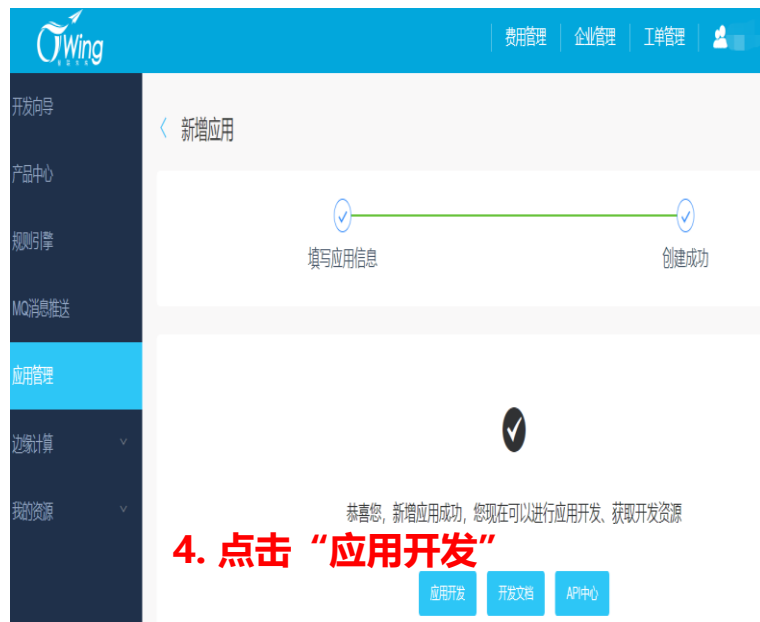 Wing
费用管理 企业管理 工单管理
开发向导
新增应用
产品中心
填写应用信息 创建成功
规则引擎
MQ消息推送
应用管理
边缘计算
我的资源
恭喜您，新增应用成功，您现在可以进行应用开发、获取开发资源
4. 点击“应用开发”
应用开发 开发文档 API中心